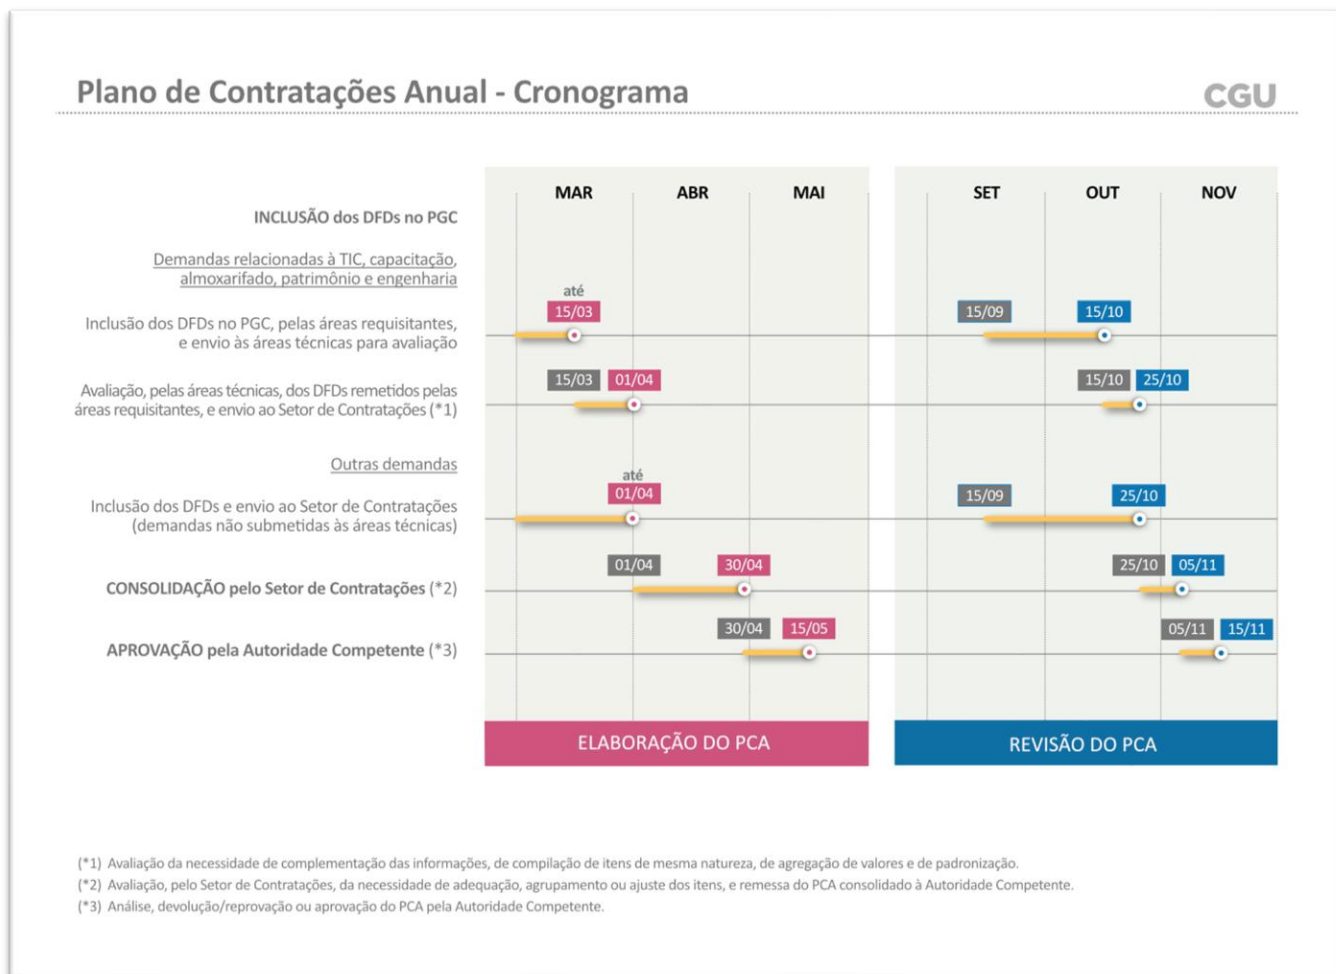 Plano de Contratações Anual - Cronograma
CGU
MAR ABR MAI SET OUT NOV
INCLUSÃO dos DFDs no PGC
Demandas relacionadas à TIC, capacitação,
almoxarifado, patrimônio e engenharia
até
15/03 15/09 15/10
Inclusão dos DFDs no PGC, pelas áreas requisitantes,
e envio às áreas técnicas para avaliação
15/03 01/04 15/10 25/10
Avaliação, pelas áreas técnicas, dos DFDs remetidos pelas
áreas requisitantes, e envio ao Setor de Contratações (*1)
Outras demandas
até
01/04 15/09 25/10
Inclusão dos DFDs e envio ao Setor de Contratações
(demandas não submetidas às áreas técnicas)
01/04 30/04 25/10 05/11
CONSOLIDAÇÃO pelo Setor de Contratações (*2)
30/04 15/05 05/11 15/11
APROVAÇÃO pela Autoridade Competente (*3)
ELABORAÇÃO DO PCA REVISÃO DO PCA
(*1) Avaliação da necessidade de complementação das informações, de compilação de itens de mesma natureza, de agregação de valores e de padronização.
(*2) Avaliação, pelo Setor de Contratações, da necessidade de adequação, agrupamento ou ajuste dos itens, e remessa do PCA consolidado à Autoridade Competente.
(*3) Análise, devolução/reprovação ou aprovação do PCA pela Autoridade Competente.